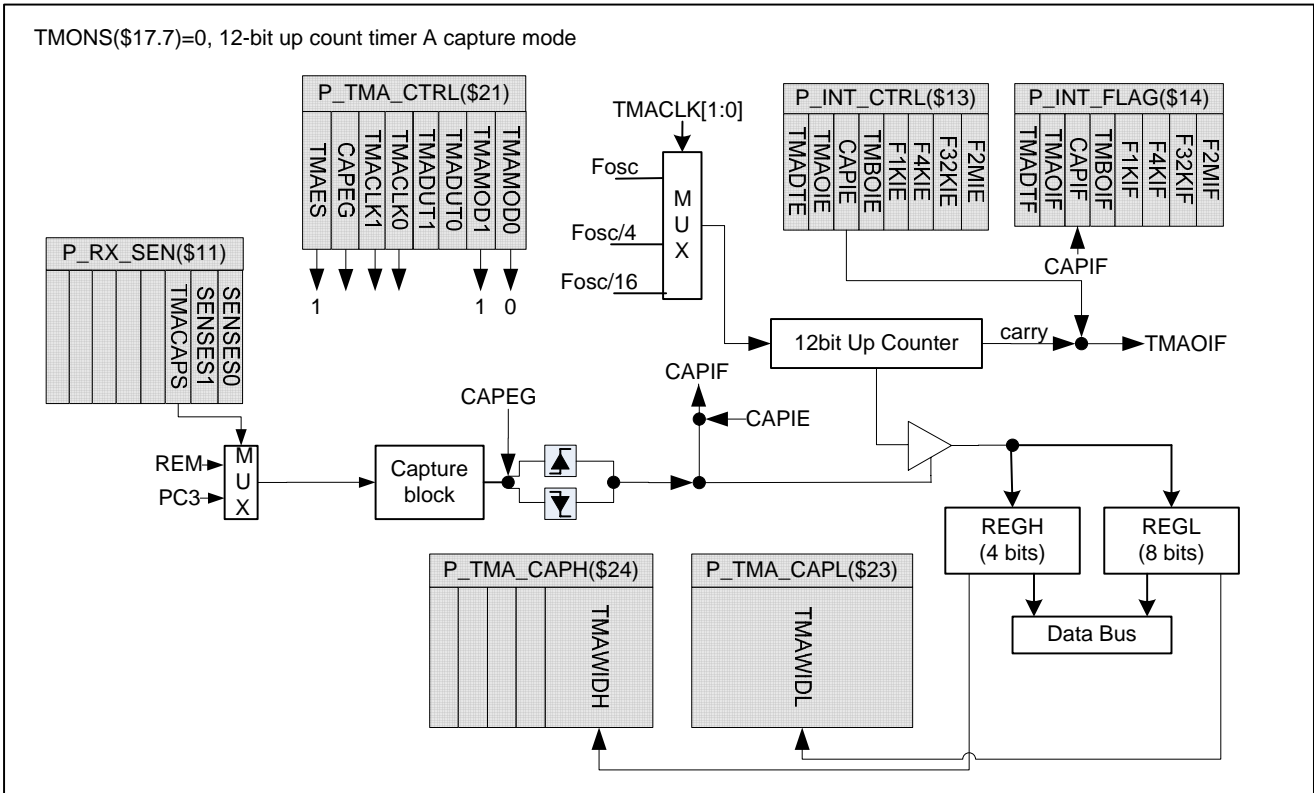 TMONS($17.7)=0, 12-bit up count timer A capture mode
P_TMA_CTRL($21)
TMAES
CAPEG
TMACLK1
TMACLK0
TMADUT1
TMADUT0
TMAMOD1
TMAMOD0
1
1
0
TMACLK[1:0]
Fosc
Fosc/4
Fosc/16
M
U
X
P_INT_CTRL($13)
TMADTE
TMAOIE
CAPIE
TMBOIE
F1KIE
F4KIE
F32KIE
F2MIE
P_INT_FLAG($14)
TMADTF
TMAOIF
CAPIF
TMBOIF
F1KIF
F4KIF
F32KIF
F2MIF
CAPIF
P_RX_SEN($11)
TMACAPS
SENSES1
SENSES0
12bit Up Counter
carry
TMAOIF
REM
PC3
M
U
X
Capture
block
CAPEG
CAPIF
CAPIE
REGH
(4 bits)
REGL
(8 bits)
Data Bus
P_TMA_CAPH($24)
TMAWIDH
P_TMA_CAPL($23)
TMAWIDL